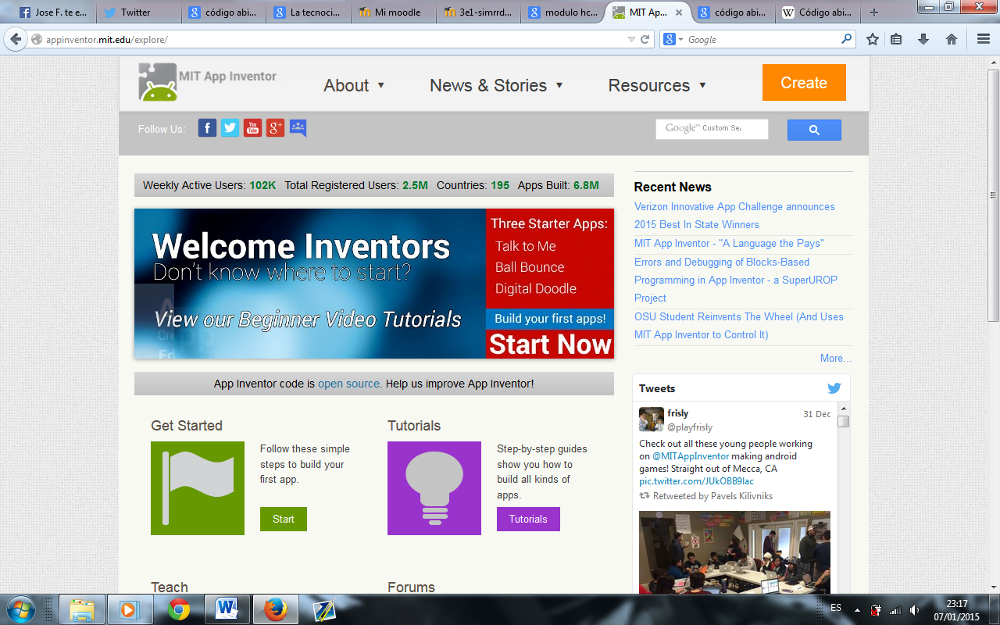 Jose F. te e...
Twitter
código abi...
La tecnoci...
Mi moodle
3e1-simrrd...
modulo hc...
MIT Ap...
código abi...
Código abi...
appinventor.mit.edu/explore/
Google
MIT App Inventor
About ▼
News & Stories ▼
Resources ▼
Create
Follow Us:
Google™ Custom Sea
Weekly Active Users: 102K Total Registered Users: 2.5M Countries: 195 Apps Built: 6.8M
Welcome Inventors
Don't know where to start?
View our Beginner Video Tutorials
Three Starter Apps:
Talk to Me
Ball Bounce
Digital Doodle
Build your first apps!
Start Now
App Inventor code is open source. Help us improve App Inventor!
Get Started
Follow these simple
steps to build your
first app.
Start
Tutorials
Step-by-step guides
show you how to
build all kinds of
apps.
Tutorials
Teach
Forums
Recent News
Verizon Innovative App Challenge announces
2015 Best In State Winners
MIT App Inventor - "A Language the Pays"
Errors and Debugging of Blocks-Based
Programming in App Inventor - a SuperUROP
Project
OSU Student Reinvents The Wheel (And Uses
MIT App Inventor to Control It)
More...
Tweets
frisly
31 Dec
@playfrisly
Check out all these young people working
on @MITAppInventor making android
games! Straight out of Mecca, CA
pic.twitter.com/JUkOBB9Iac
Retweeted by Pavels Kilivniks
ES
23:17
07/01/2015